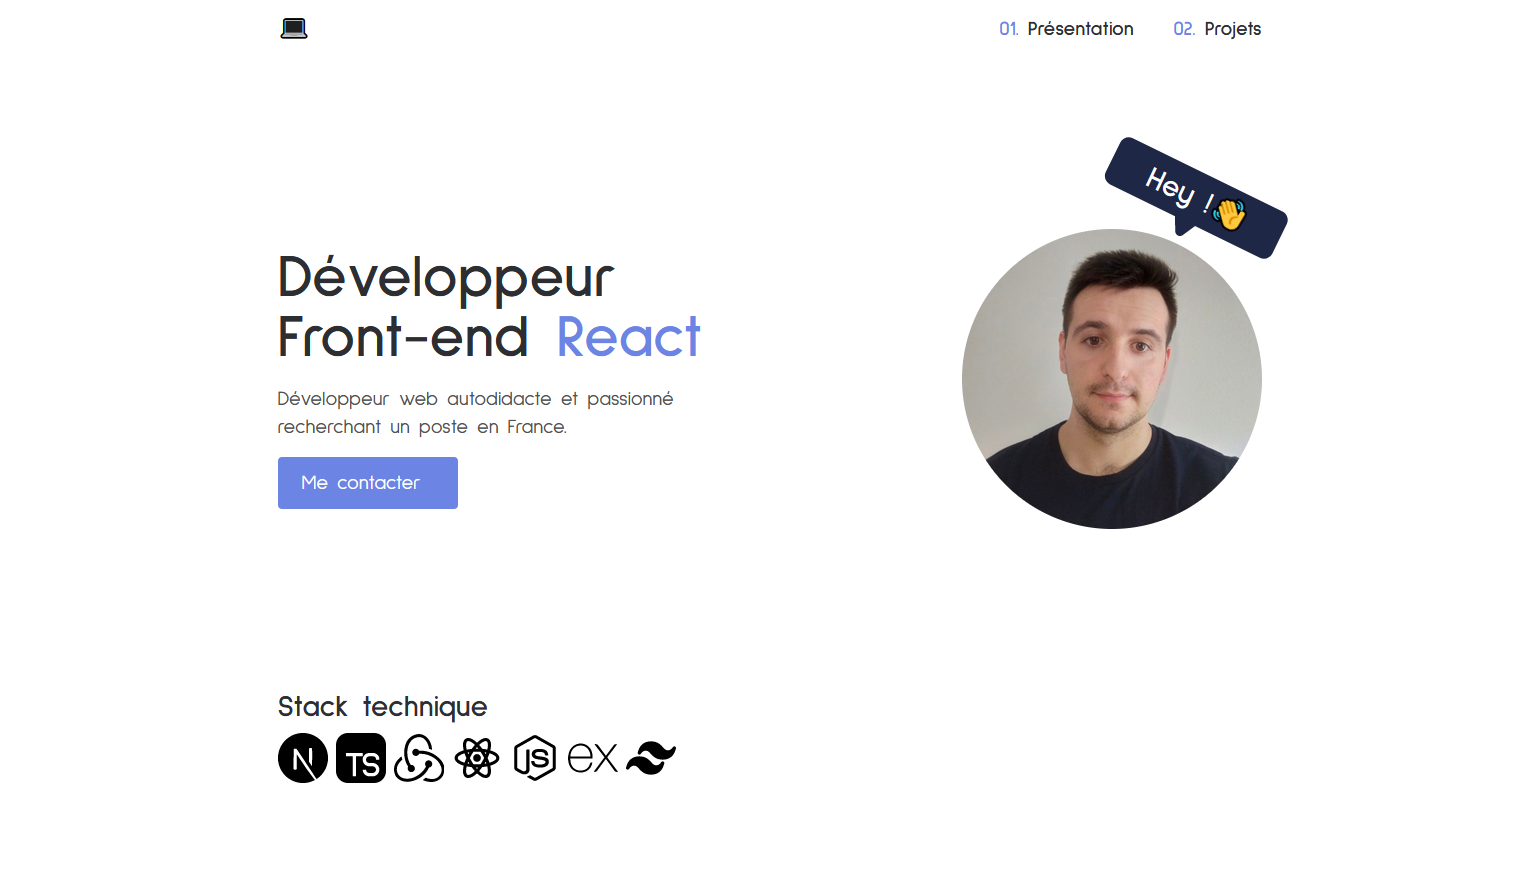 01. Présentation
02. Projets
Hey !👋
Développeur
Front-end React
Développeur web autodidacte et passionné
recherchant un poste en France.
Me contacter
Stack technique
N TS JS ex